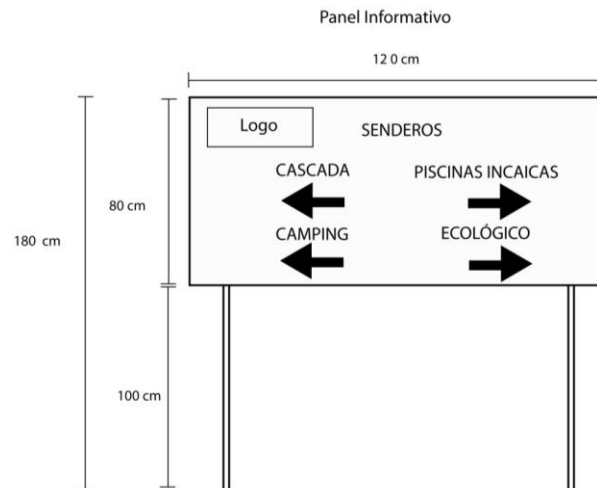 Panel Informativo
12 0 cm
Logo
SENDEROS
CASCADA
PISCINAS INCAICAS
80 cm
CAMPING
ECOLÓGICO
180 cm
100 cm